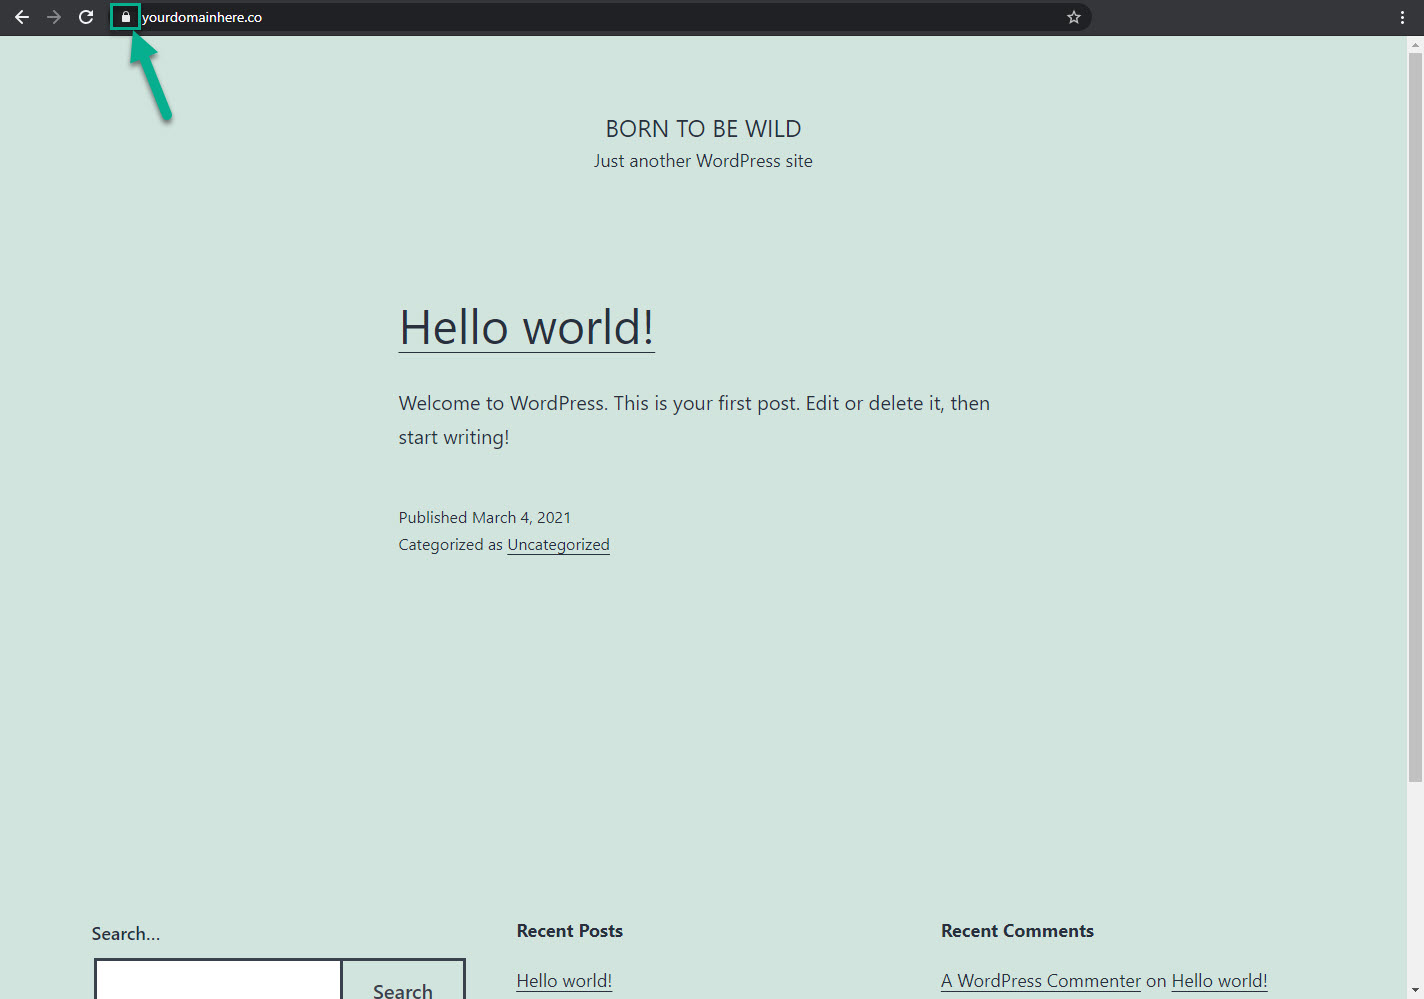 yourdomainhere.co
BORN TO BE WILD
Just another WordPress site
Hello world!
Welcome to WordPress. This is your first post. Edit or delete it, then
start writing!
Published March 4, 2021
Categorized as Uncategorized
Search...
Search
Recent Posts
Hello world!
Recent Comments
A WordPress Commenter on Hello world!